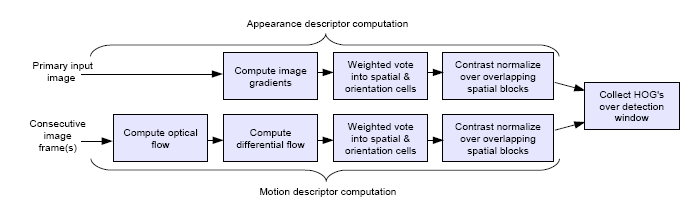 Appearance descriptor computation
Primary input
image
Compute image
gradients
Weighted vote
into spatial &
orientation cells
Contrast normalize
over overlapping
spatial blocks
Collect HOG's
over detection
window
Consecutive
image
frame(s)
Compute optical
flow
Compute
differential flow
Weighted vote
into spatial &
orientation cells
Contrast normalize
over overlapping
spatial blocks
Motion descriptor computation